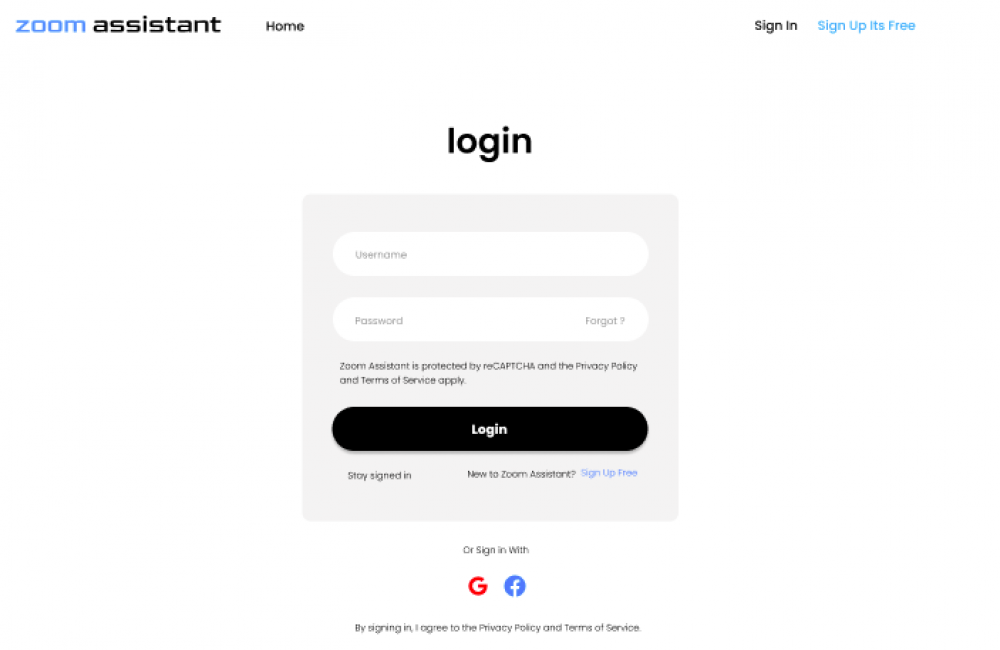 zoom assistant Home Sign In Sign Up Its Free
login
Username
Password Forgot ?
Zoom Assistant is protected by reCAPTCHA and the Privacy Policy
and Terms of Service apply.
Login
Stay signed in New to Zoom Assistant? Sign Up Free
Or Sign in With
By signing in, I agree to the Privacy Policy and Terms of Service.